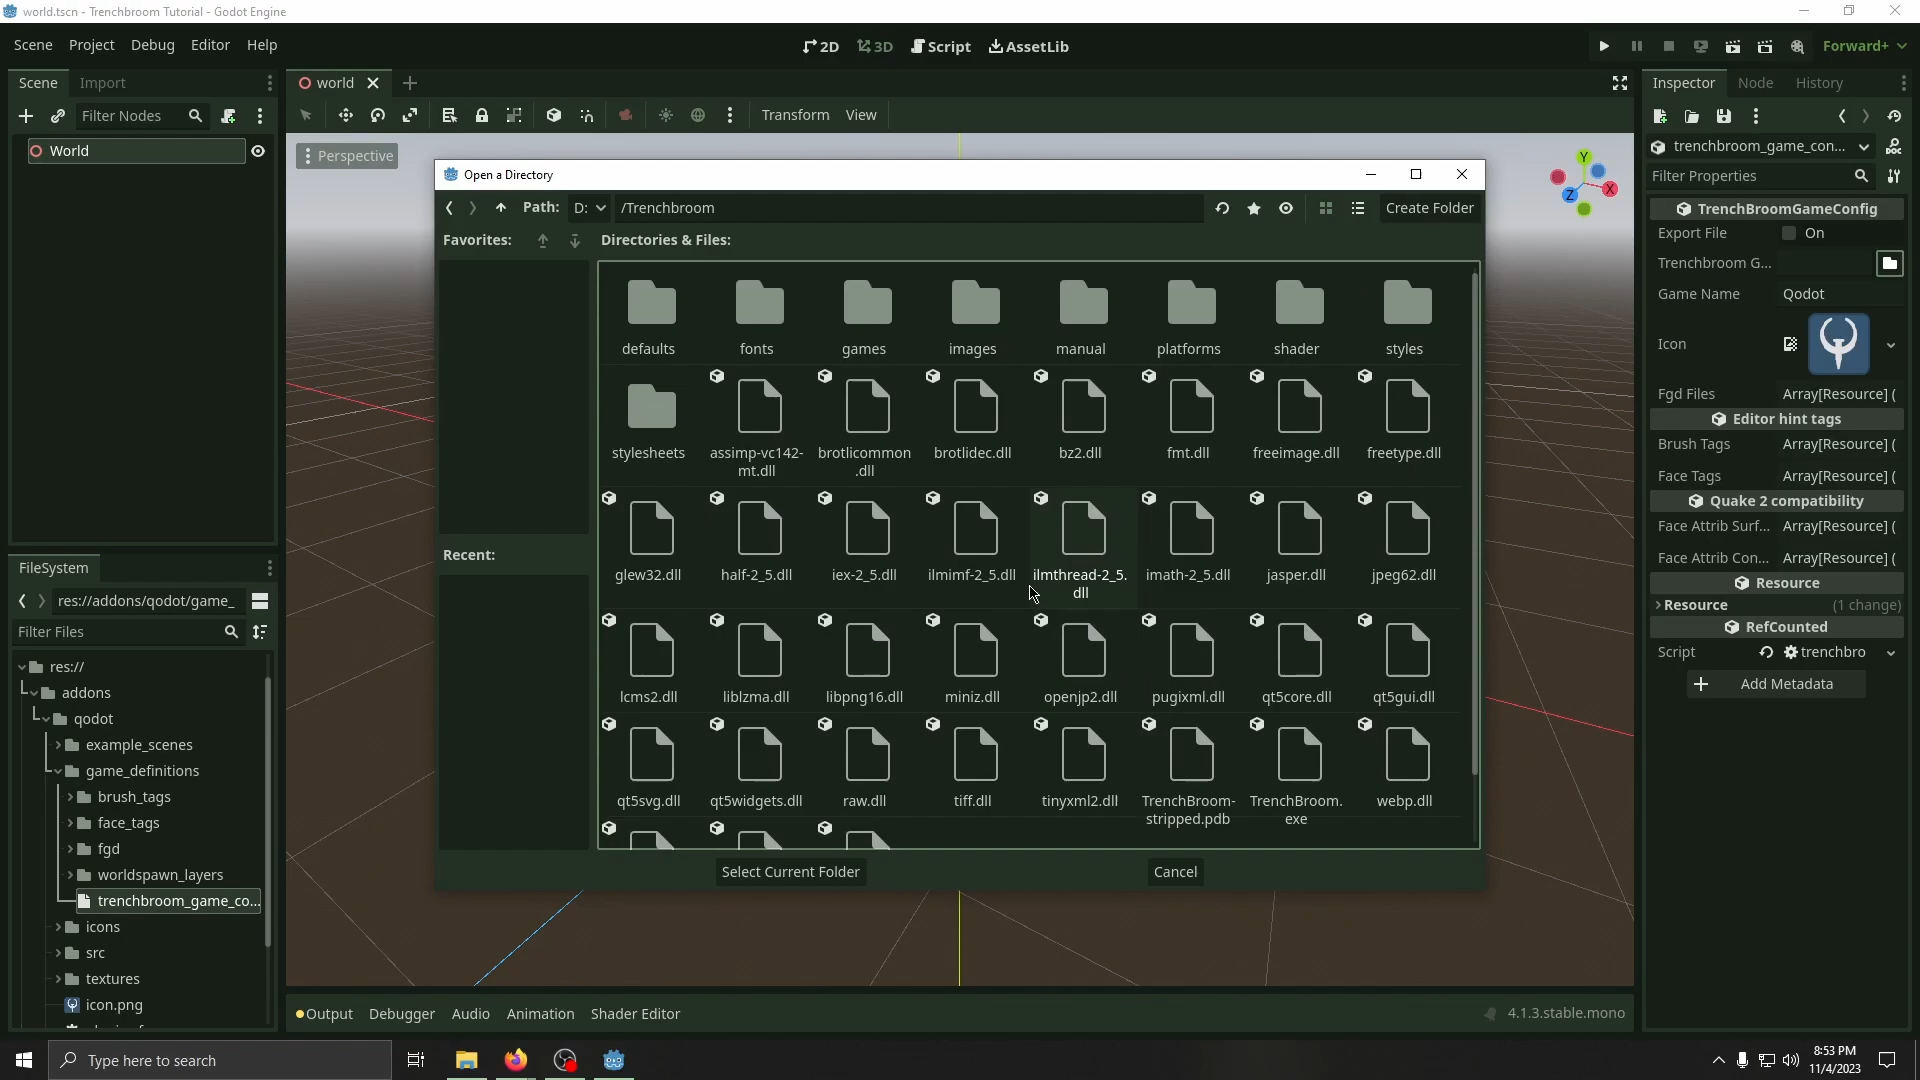 world.tscn - Trenchbroom Tutorial - Godot Engine
Scene Project Debug Editor Help
2D 3D Script AssetLib
Forward+
Scene Import
world
Inspector Node History
Filter Nodes
Transform View
World
Perspective
Y
X
Z
trenchbroom_game_con...
DOC
Filter Properties
TrenchBroomGameConfig
Export File On
Trenchbroom G...
Game Name Qodot
Icon
Fgd Files Array[Resource] (
Editor hint tags
Brush Tags Array[Resource] (
Face Tags Array[Resource] (
Quake 2 compatibility
Face Attrib Surf... Array[Resource] (
Face Attrib Con... Array[Resource] (
Resource
Resource (1 change)
RefCounted
Script trenchbro
Add Metadata
Open a Directory
Path: D: /Trenchbroom
Create Folder
Favorites:
Directories & Files:
Recent:
defaults fonts games images manual platforms shader styles
stylesheets assimp-vc142-mt.dll brotlicommon.dll brotlidec.dll bz2.dll fmt.dll freeimage.dll freetype.dll
glew32.dll half-2_5.dll iex-2_5.dll ilmimf-2_5.dll ilmthread-2_5.dll imath-2_5.dll jasper.dll jpeg62.dll
lcms2.dll liblzma.dll libpng16.dll miniz.dll openjp2.dll pugixml.dll qt5core.dll qt5gui.dll
qt5svg.dll qt5widgets.dll raw.dll tiff.dll tinyxml2.dll TrenchBroom-stripped.pdb TrenchBroom.exe webp.dll
Select Current Folder Cancel
FileSystem
res://addons/qodot/game_
Filter Files
res://
addons
qodot
example_scenes
game_definitions
brush_tags
face_tags
fgd
worldspawn_layers
trenchbroom_game_co...
icons
src
textures
icon.png
Output Debugger Audio Animation Shader Editor
4.1.3.stable.mono
Type here to search
8:53 PM
11/4/2023